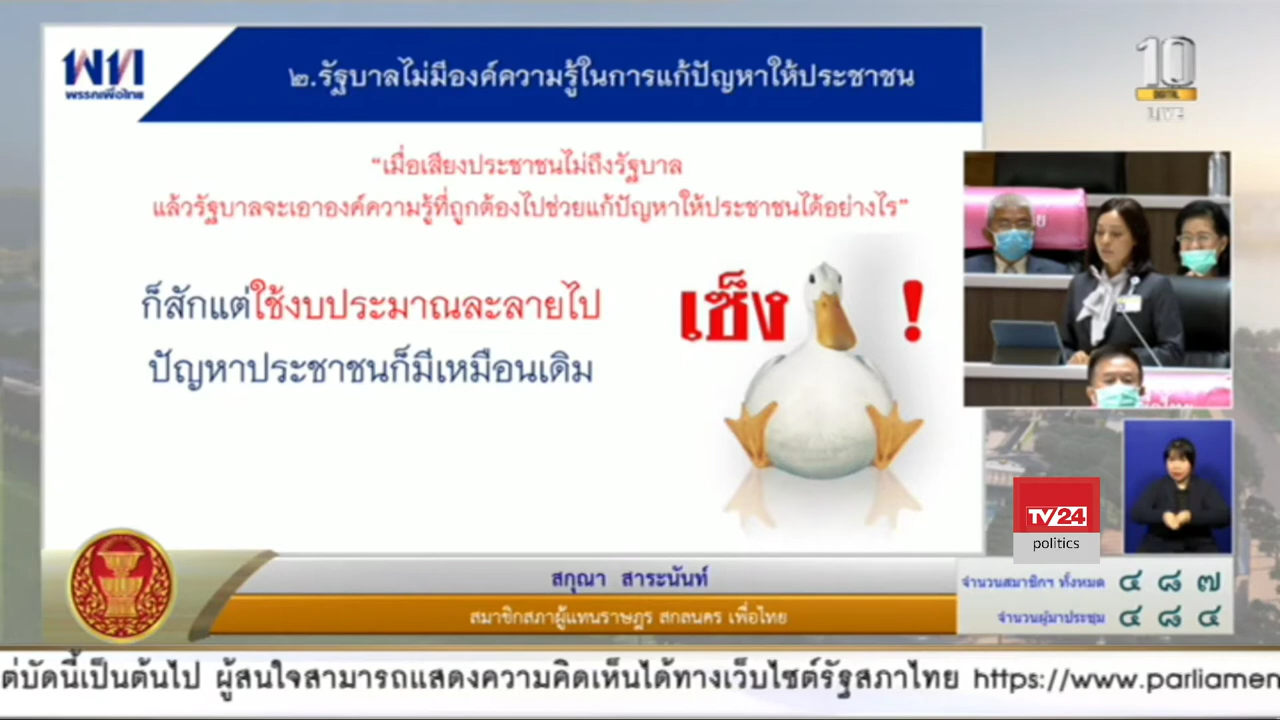 พท
พรรคเพื่อไทย
๒.รัฐบาลไม่มีองค์ความรู้ในการแก้ปัญหาให้ประชาชน
10
DIGITAL
LIVE
“เมื่อเสียงประชาชนไม่ถึงรัฐบาล
แล้วรัฐบาลจะเอาองค์ความรู้ที่ถูกต้องไปช่วยแก้ปัญหาให้ประชาชนได้อย่างไร”
ก็สักแต่ใช้งบประมาณละลายไป
ปัญหาประชาชนก็มีเหมือนเดิม
เซ็ง !
TV/24
politics
สกุณา สาระนันท์
สมาชิกสภาผู้แทนราษฎร สกลนคร เพื่อไทย
จำนวนสมาชิกฯ ทั้งหมด ๔ ๘ ๗
จำนวนผู้มาประชุม ๔ ๘ ๔
ต่บัดนี้เป็นต้นไป ผู้สนใจสามารถแสดงความคิดเห็นได้ทางเว็บไซต์รัฐสภาไทย https://www.parliamen